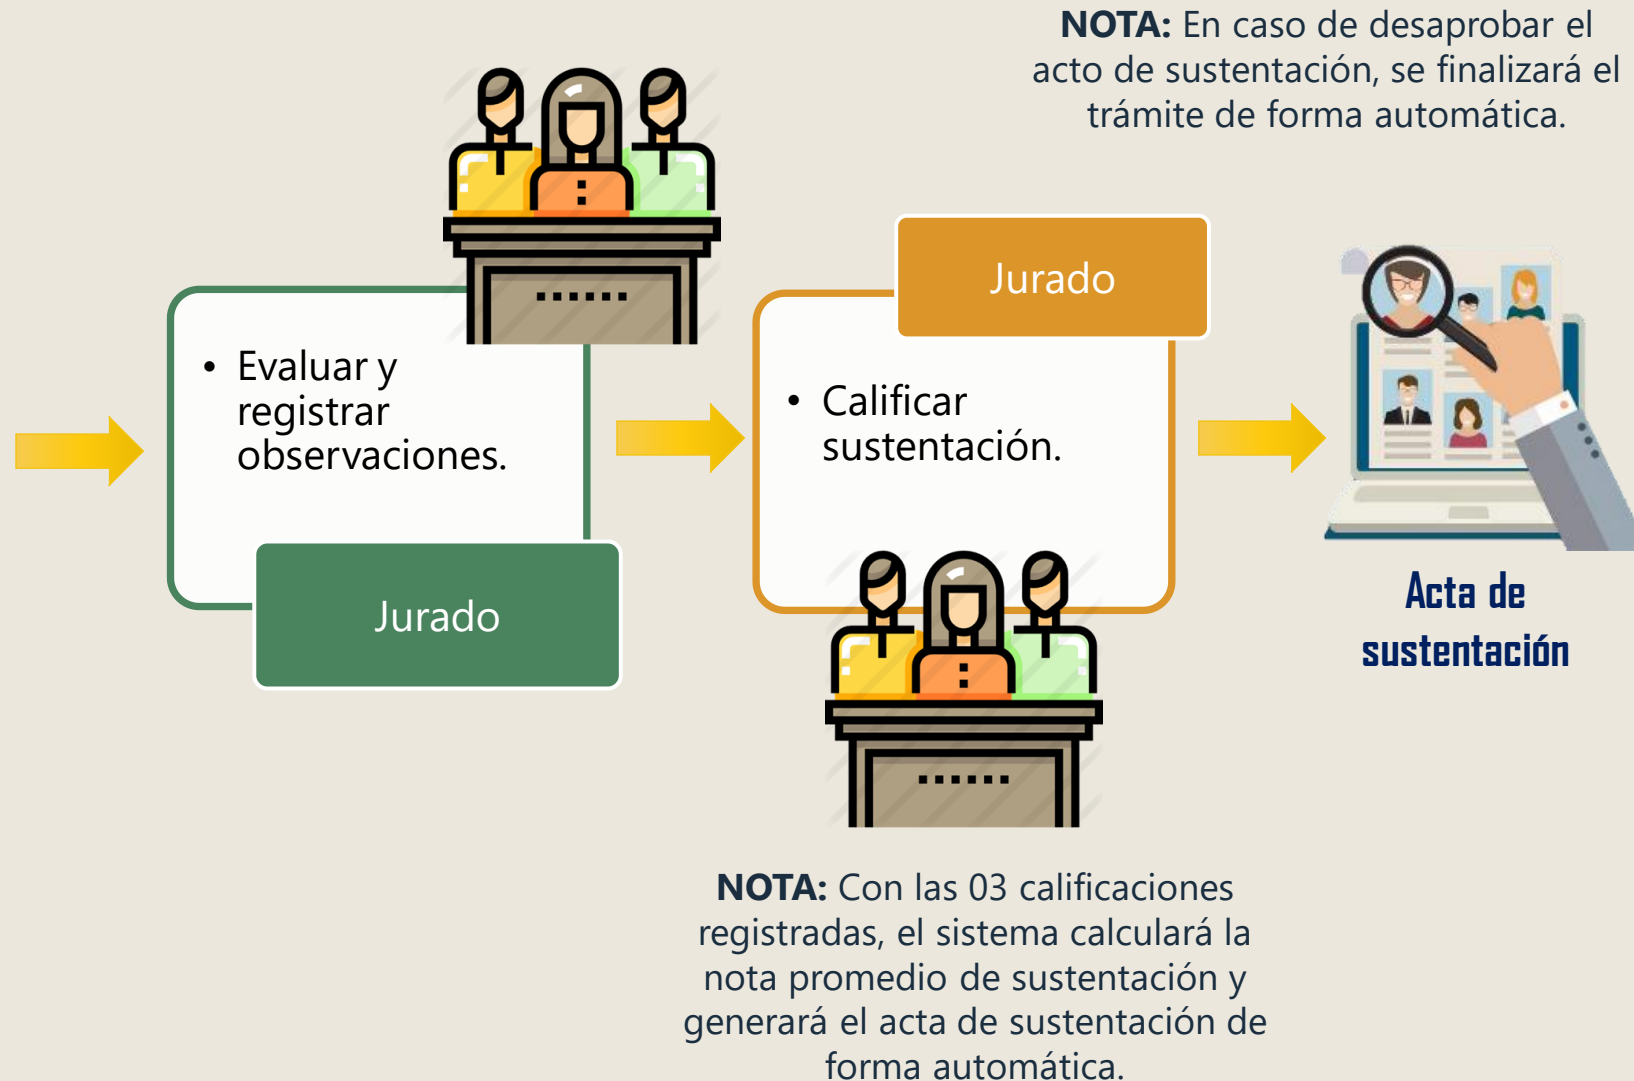 NOTA: En caso de desaprobar el
acto de sustentación, se finalizará el
trámite de forma automática.
• Evaluar y
registrar
observaciones.
Jurado
Jurado
• Calificar
sustentación.
Acta de
sustentación
NOTA: Con las 03 calificaciones
registradas, el sistema calculará la
nota promedio de sustentación y
generará el acta de sustentación de
forma automática.